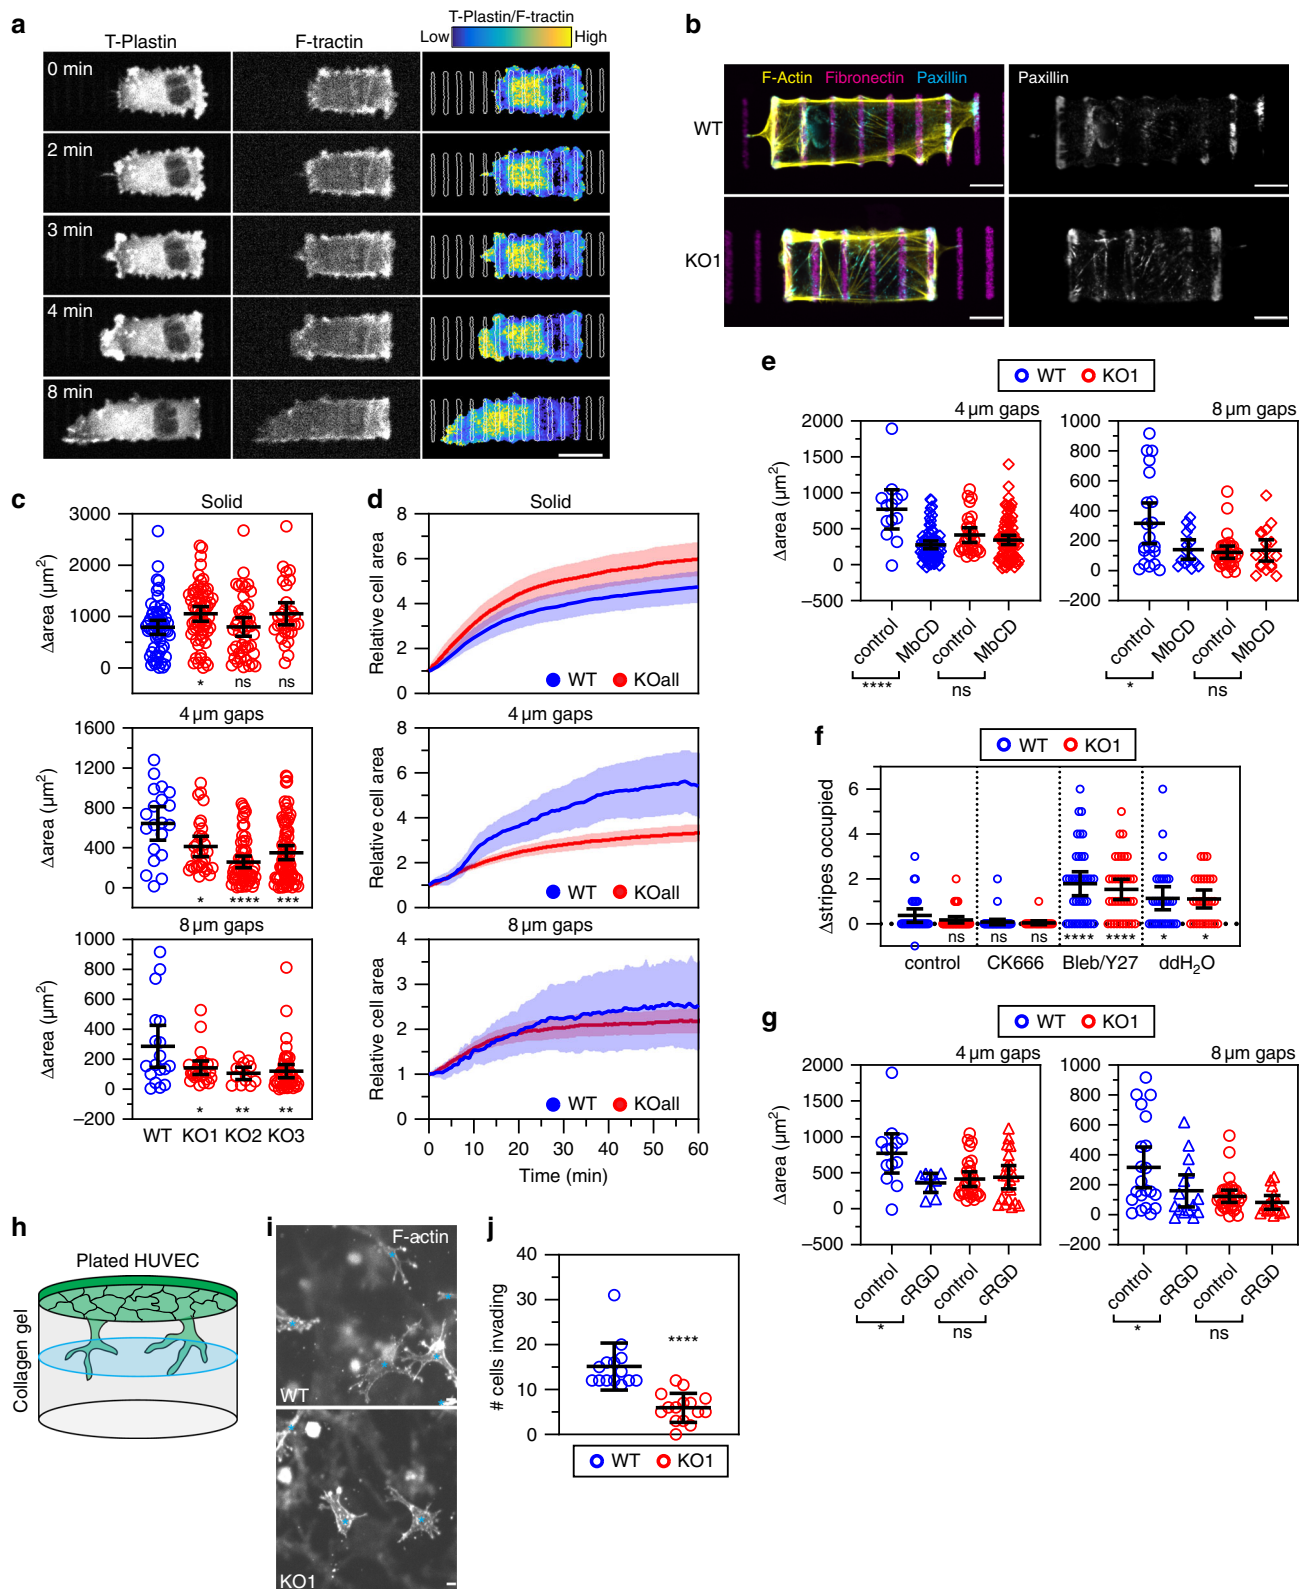 a
T-Plastin
F-tractin
T-Plastin/F-tractin
Low
High
0 min
2 min
3 min
4 min
8 min
b
F-Actin
Fibronectin
Paxillin
Paxillin
WT
KO1
c
Solid
Δarea (µm²)
3000
2000
1000
0
* ns ns
4 µm gaps
Δarea (µm²)
1600
1200
800
400
0
* **** ***
8 µm gaps
Δarea (µm²)
1000
800
600
400
200
0
−200
* ** **
WT KO1 KO2 KO3
d
Solid
Relative cell area
8
6
4
2
0
WT KOall
4 µm gaps
Relative cell area
8
6
4
2
0
WT KOall
8 µm gaps
Relative cell area
4
3
2
1
0
WT KOall
0 10 20 30 40 50 60
Time (min)
e
WT KO1
4 µm gaps
Δarea (µm²)
2000
1500
1000
500
0
−500
control MbCD control MbCD
**** ns
8 µm gaps
1000
800
600
400
200
0
−200
control MbCD control MbCD
* ns
f
WT KO1
Δstripes occupied
6
4
2
0
ns ns ns **** **** * *
control CK666 Bleb/Y27 ddH₂O
g
WT KO1
4 µm gaps
Δarea (µm²)
2000
1500
1000
500
0
−500
control cRGD control cRGD
* ns
8 µm gaps
1000
800
600
400
200
0
−200
control cRGD control cRGD
* ns
h
Plated HUVEC
Collagen gel
i
F-actin
WT
KO1
j
# cells invading
40
30
20
10
0
****
WT KO1